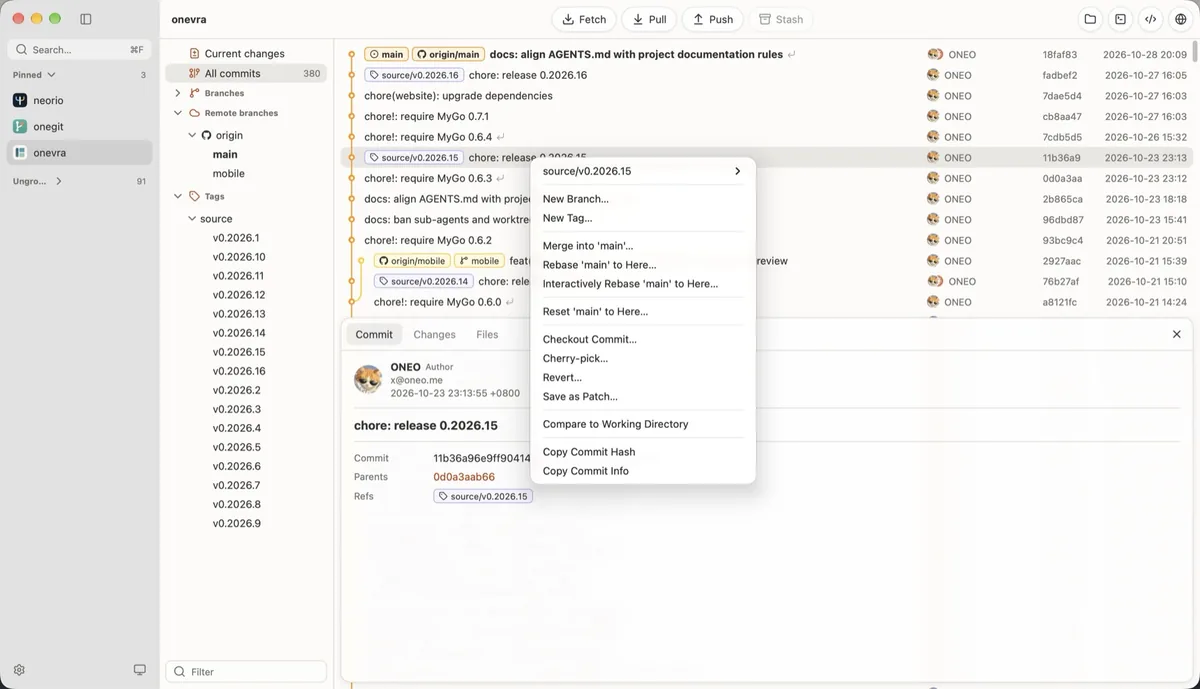 onevra
Fetch
Pull
Push
Stash
Search... ⌘F
Pinned 3
neorio
onegit
onevra
Ungro... 91
Current changes
All commits 380
Branches
Remote branches
origin
main
mobile
Tags
source
v0.2026.1
v0.2026.10
v0.2026.11
v0.2026.12
v0.2026.13
v0.2026.14
v0.2026.15
v0.2026.16
v0.2026.2
v0.2026.3
v0.2026.4
v0.2026.5
v0.2026.6
v0.2026.7
v0.2026.8
v0.2026.9
Filter
main origin/main docs: align AGENTS.md with project documentation rules ONEO 18faf83 2026-10-28 20:09
source/v0.2026.16 chore: release 0.2026.16 ONEO fadbef2 2026-10-27 16:05
chore(website): upgrade dependencies ONEO 7dae5d4 2026-10-27 16:03
chore!: require MyGo 0.7.1 ONEO cb8aa47 2026-10-27 16:03
chore!: require MyGo 0.6.4 ONEO 7cdb5d5 2026-10-26 15:32
source/v0.2026.15 chore: release 0.2026.15 ONEO 11b36a9 2026-10-23 23:13
chore!: require MyGo 0.6.3 ONEO 0d0a3aa 2026-10-23 23:12
docs: align AGENTS.md with proje ONEO 2b865ca 2026-10-23 18:18
docs: ban sub-agents and worktre ONEO 96dbd87 2026-10-23 15:41
chore!: require MyGo 0.6.2 ONEO 93bc9c4 2026-10-21 20:51
origin/mobile mobile feat( review ONEO 2927aac 2026-10-21 15:39
source/v0.2026.14 chore: rele ONEO 76b27af 2026-10-21 15:10
chore!: require MyGo 0.6.0 ONEO a8121fc 2026-10-21 14:24
source/v0.2026.15
New Branch...
New Tag...
Merge into 'main'...
Rebase 'main' to Here...
Interactively Rebase 'main' to Here...
Reset 'main' to Here...
Checkout Commit...
Cherry-pick...
Revert...
Save as Patch...
Compare to Working Directory
Copy Commit Hash
Copy Commit Info
Commit Changes Files
ONEO Author
x@oneo.me
2026-10-23 23:13:55 +0800
chore: release 0.2026.15
Commit 11b36a96e9ff90414
Parents 0d0a3aab66
Refs source/v0.2026.15